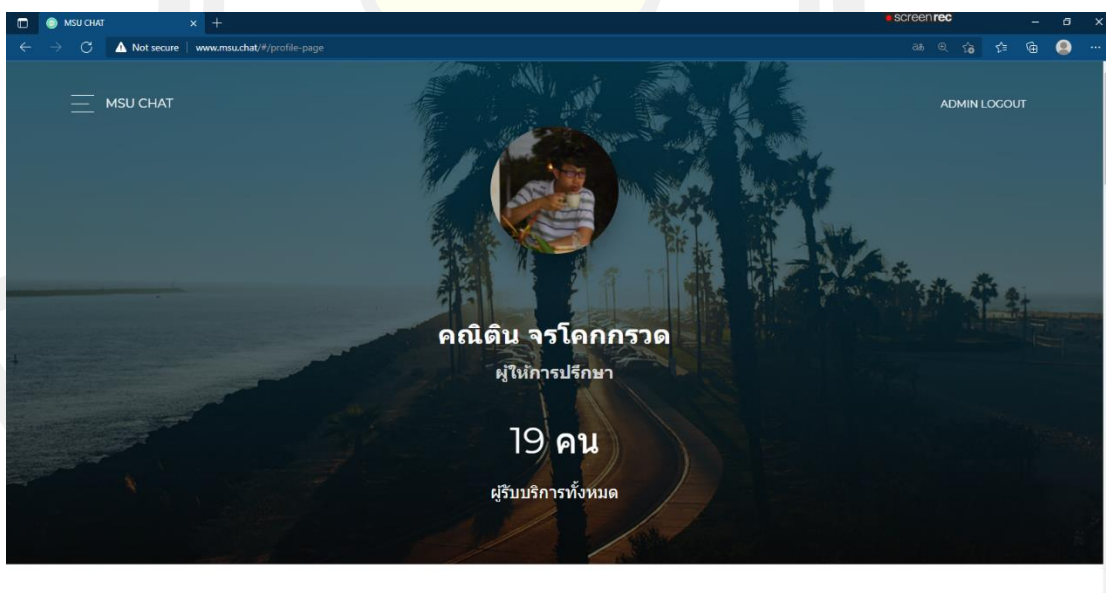 MSU CHAT
screenrec
Not secure www.msu.chat/#/profile-page
MSU CHAT
ADMIN LOGOUT
คณิติน จรโคกกรวด
ผู้ให้การปรึกษา
19 คน
ผู้รับบริการทั้งหมด